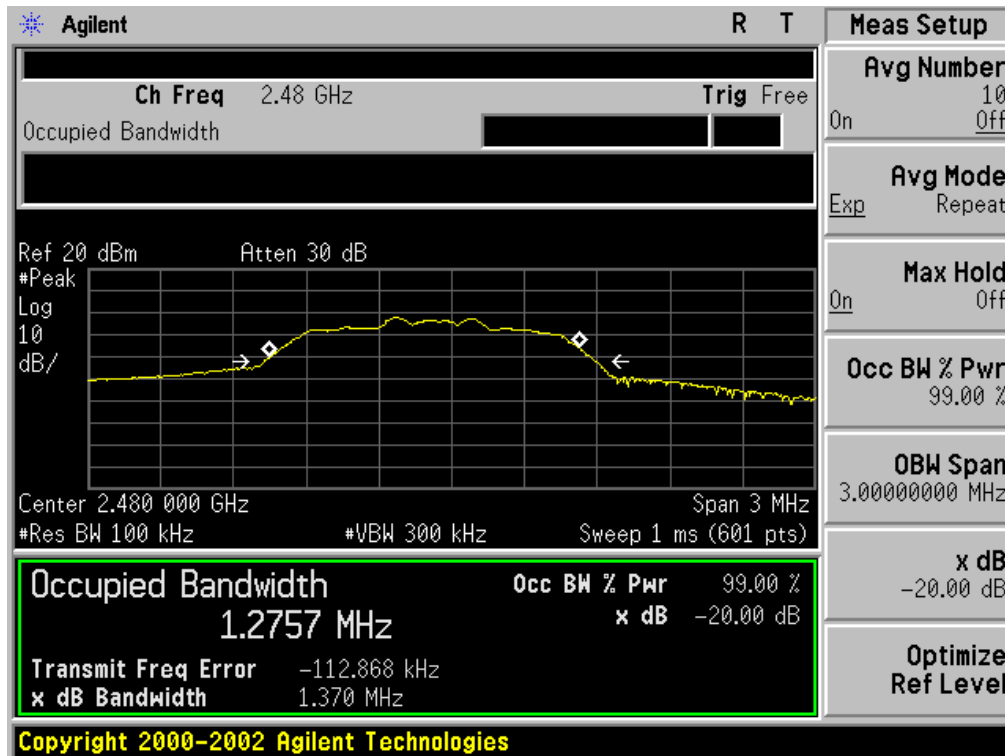 Agilent R T
Ch Freq 2.48 GHz Trig Free
Occupied Bandwidth
Ref 20 dBm Atten 30 dB
#Peak
Log
10
dB/
Center 2.480 000 GHz Span 3 MHz
#Res BW 100 kHz #VBW 300 kHz Sweep 1 ms (601 pts)
Occupied Bandwidth
1.2757 MHz
Occ BW % Pwr 99.00 %
x dB -20.00 dB
Transmit Freq Error -112.868 kHz
x dB Bandwidth 1.370 MHz
Copyright 2000-2002 Agilent Technologies
Meas Setup
Avg Number
10
On Off
Avg Mode
Exp Repeat
Max Hold
On Off
Occ BW % Pwr
99.00 %
OBW Span
3.00000000 MHz
x dB
-20.00 dB
Optimize
Ref Level